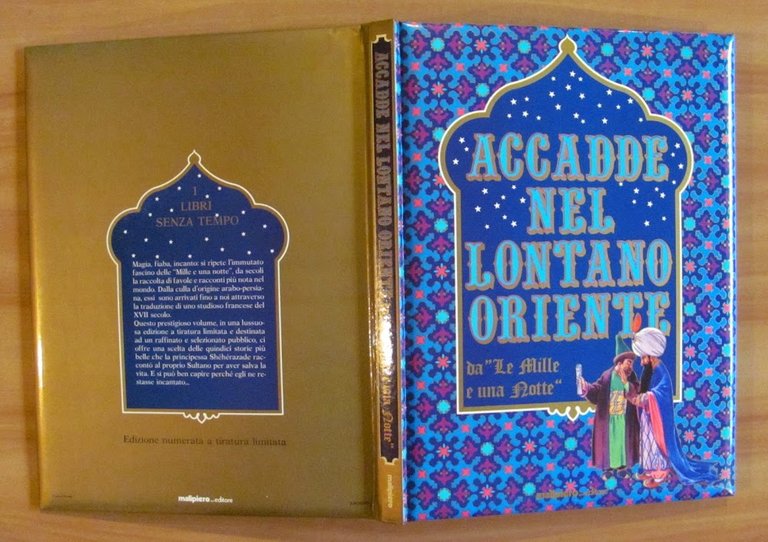 I
LIBRI
SENZA TEMPO
Magia, fiaba, incanto: si ripete l'immutato
fascino delle "Mille e una notte", da secoli
la raccolta di favole e racconti più nota nel
mondo. Dalla culla d'origine arabo-persia-
na, essi sono arrivati fino a noi attraverso
la traduzione di uno studioso francese del
XVII secolo.
Questo prestigioso volume, in una lussuo-
sa edizione a tiratura limitata e destinata
ad un raffinato e selezionato pubblico, ci
offre una scelta delle quindici storie più
belle che la principessa Shéhérazade rac-
contò al proprio Sultano per aver salva la
vita. E si può ben capire perché egli ne re-
stasse incantato...
Edizione numerata a tiratura limitata
malipiero editore
ACCADDE NEL LONTANO
Notte"
malipiero
ACCADDE
NEL
LONTANO
ORIENTE
da "Le Mille
e una Notte"
malipiero editore